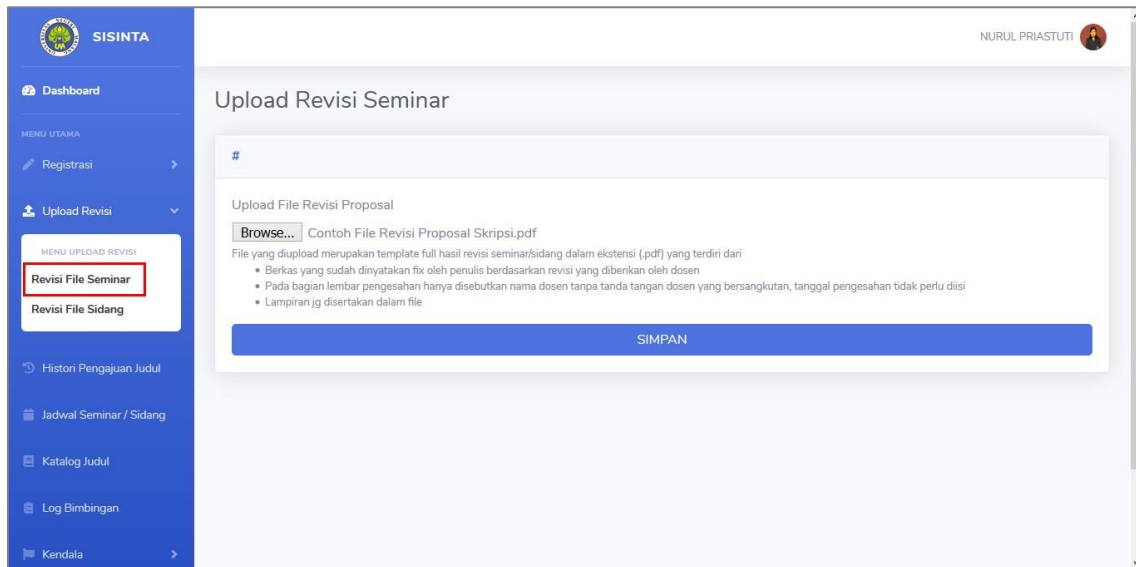 SISINTA
NURUL PRIASTUTI
Dashboard
MENU UTAMA
Registrasi
Upload Revisi
MENU UPLOAD REVISI
Revisi File Seminar
Revisi File Sidang
Histori Pengajuan Judul
Jadwal Seminar / Sidang
Katalog Judul
Log Bimbingan
Kendala
Upload Revisi Seminar
#
Upload File Revisi Proposal
Browse... Contoh File Revisi Proposal Skripsi.pdf
File yang diupload merupakan template full hasil revisi seminar/sidang dalam ekstensi (.pdf) yang terdiri dari
• Berkas yang sudah dinyatakan fix oleh penulis berdasarkan revisi yang diberikan oleh dosen
• Pada bagian lembar pengesahan hanya disebutkan nama dosen tanpa tanda tangan dosen yang bersangkutan, tanggal pengesahan tidak perlu diisi
• Lampiran jg disertakan dalam file
SIMPAN